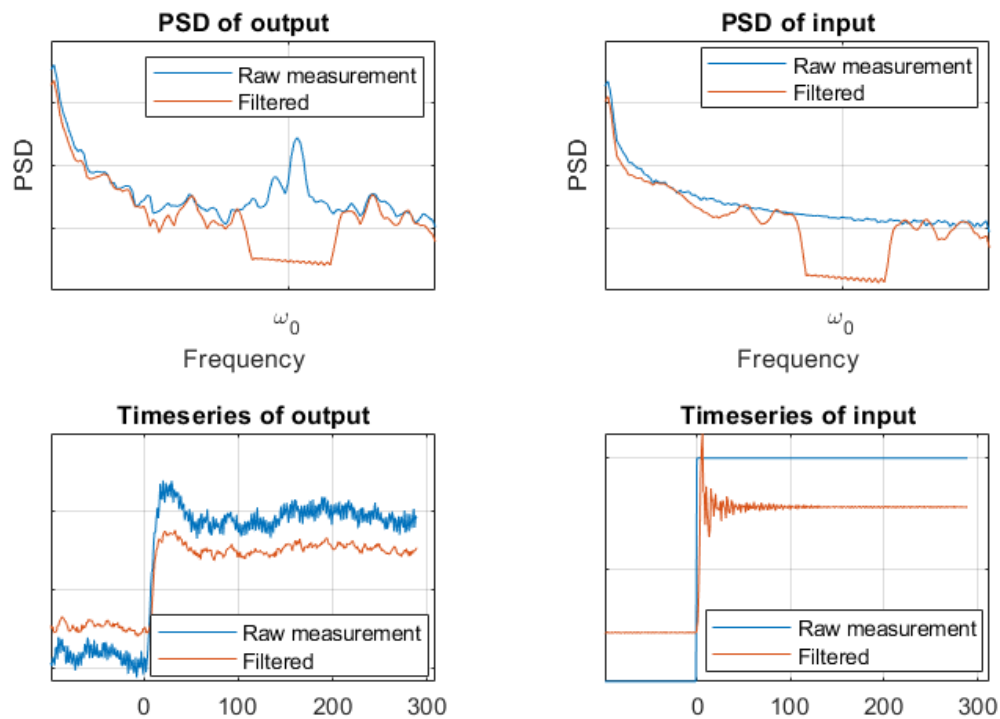 PSD of output
PSD
Raw measurement
Filtered
ω0
Frequency
PSD of input
PSD
Raw measurement
Filtered
ω0
Frequency
Timeseries of output
Raw measurement
Filtered
0 100 200 300
Timeseries of input
Raw measurement
Filtered
0 100 200 300